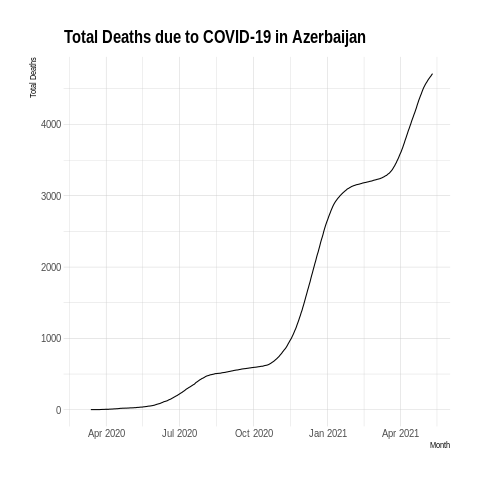 Total Deaths due to COVID-19 in Azerbaijan
Total Deaths
4000
3000
2000
1000
0
Apr 2020 Jul 2020 Oct 2020 Jan 2021 Apr 2021
Month